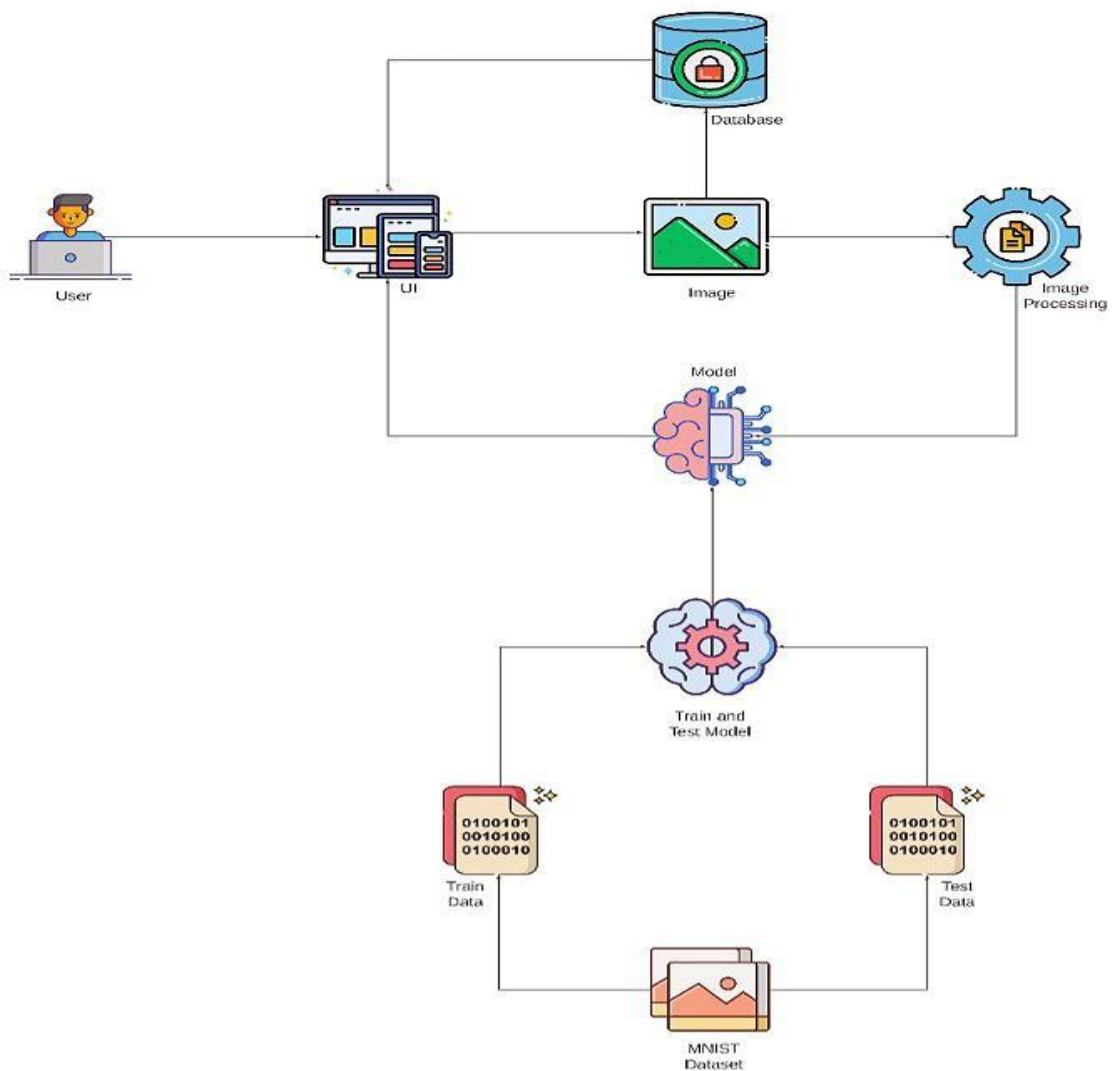 Database
User
UI
Image
Image
Processing
Model
Train and
Test Model
0100101
0010100
0100010
0100101
0010100
0100010
Train
Data
Test
Data
MNIST
Dataset